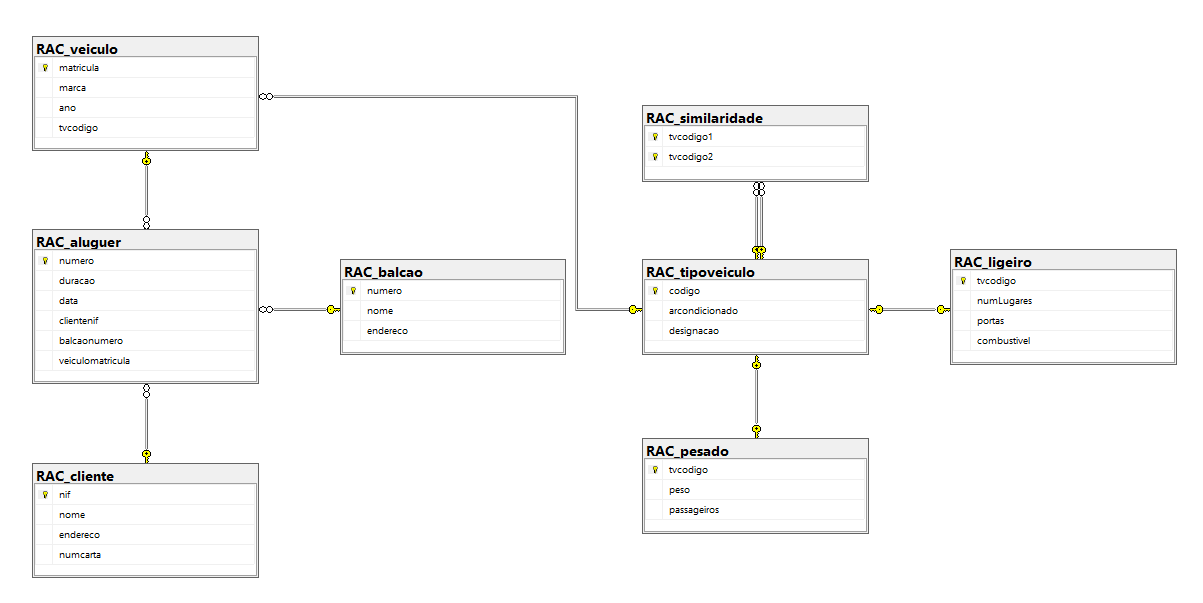 RAC_veiculo
matricula
marca
ano
tvcodigo
RAC_aluguer
numero
duracao
data
clientenif
balcaonumero
veiculomatricula
RAC_cliente
nif
nome
endereco
numcarta
RAC_balcao
numero
nome
endereco
RAC_similaridade
tvcodigo1
tvcodigo2
RAC_tipoveiculo
codigo
arcondicionado
designacao
RAC_pesado
tvcodigo
peso
passageiros
RAC_ligeiro
tvcodigo
numLugares
portas
combustivel